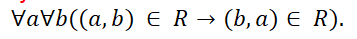 ∀a∀b((a, b) ∈ R → (b, a) ∈ R).